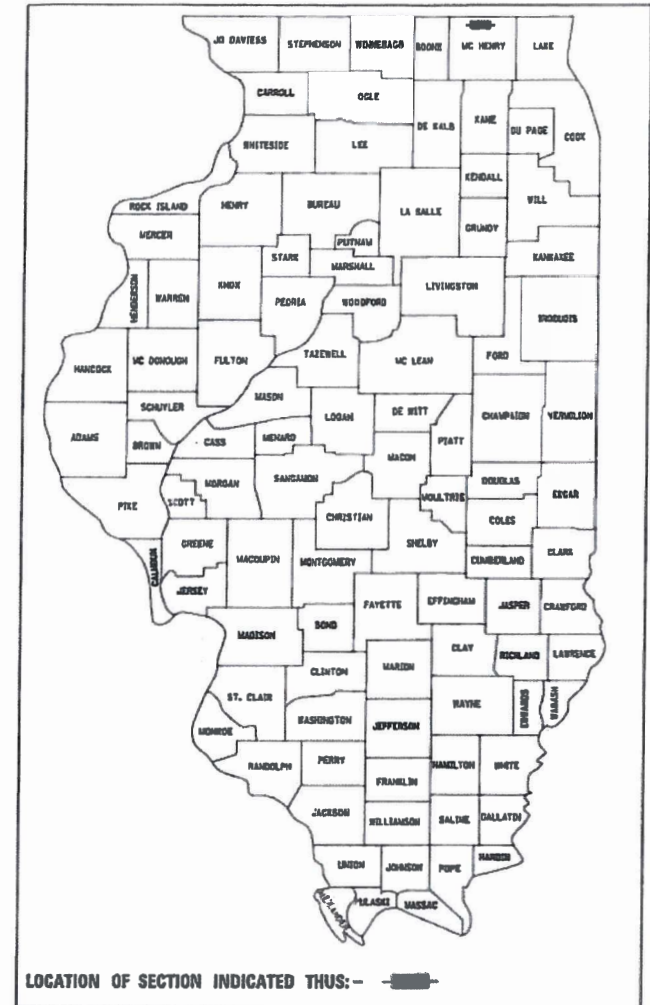 JO DAVIESS STEPHENSON WINNEBAGO BOONE MC HENRY LAKE
CARROLL OGLE
DE KALB KANE DU PAGE COOK
WHITESIDE LEE
KENDALL
ROCK ISLAND HENRY BUREAU LA SALLE WILL
GRUNDY
MERCER PUTNAM
STARK MARSHALL KANKAKEE
HENDERSON WARREN KNOX PEORIA WOODFORD LIVINGSTON
IROQUOIS
HANCOCK MC DONOUGH FULTON TAZEWELL MC LEAN FORD
MASON
SCHUYLER LOGAN DE WITT CHAMPAIGN VERMILION
ADAMS BROWN CASS MENARD MACON PIATT
PIKE SCOTT MORGAN SANGAMON DOUGLAS EDGAR
MOULTRIE
CHRISTIAN COLES
CALHOUN GREENE MACOUPIN MONTGOMERY SHELBY CUMBERLAND CLARK
JERSEY FAYETTE EFFINGHAM JASPER CRAWFORD
MADISON BOND
CLAY RICHLAND LAWRENCE
CLINTON MARION
ST. CLAIR WAYNE EDWARDS WABASH
MONROE WASHINGTON JEFFERSON
RANDOLPH PERRY HAMILTON WHITE
FRANKLIN
JACKSON WILLIAMSON SALINE GALLATIN
UNION JOHNSON POPE HARDIN
ALEXANDER PULASKI MASSAC
LOCATION OF SECTION INDICATED THUS:-